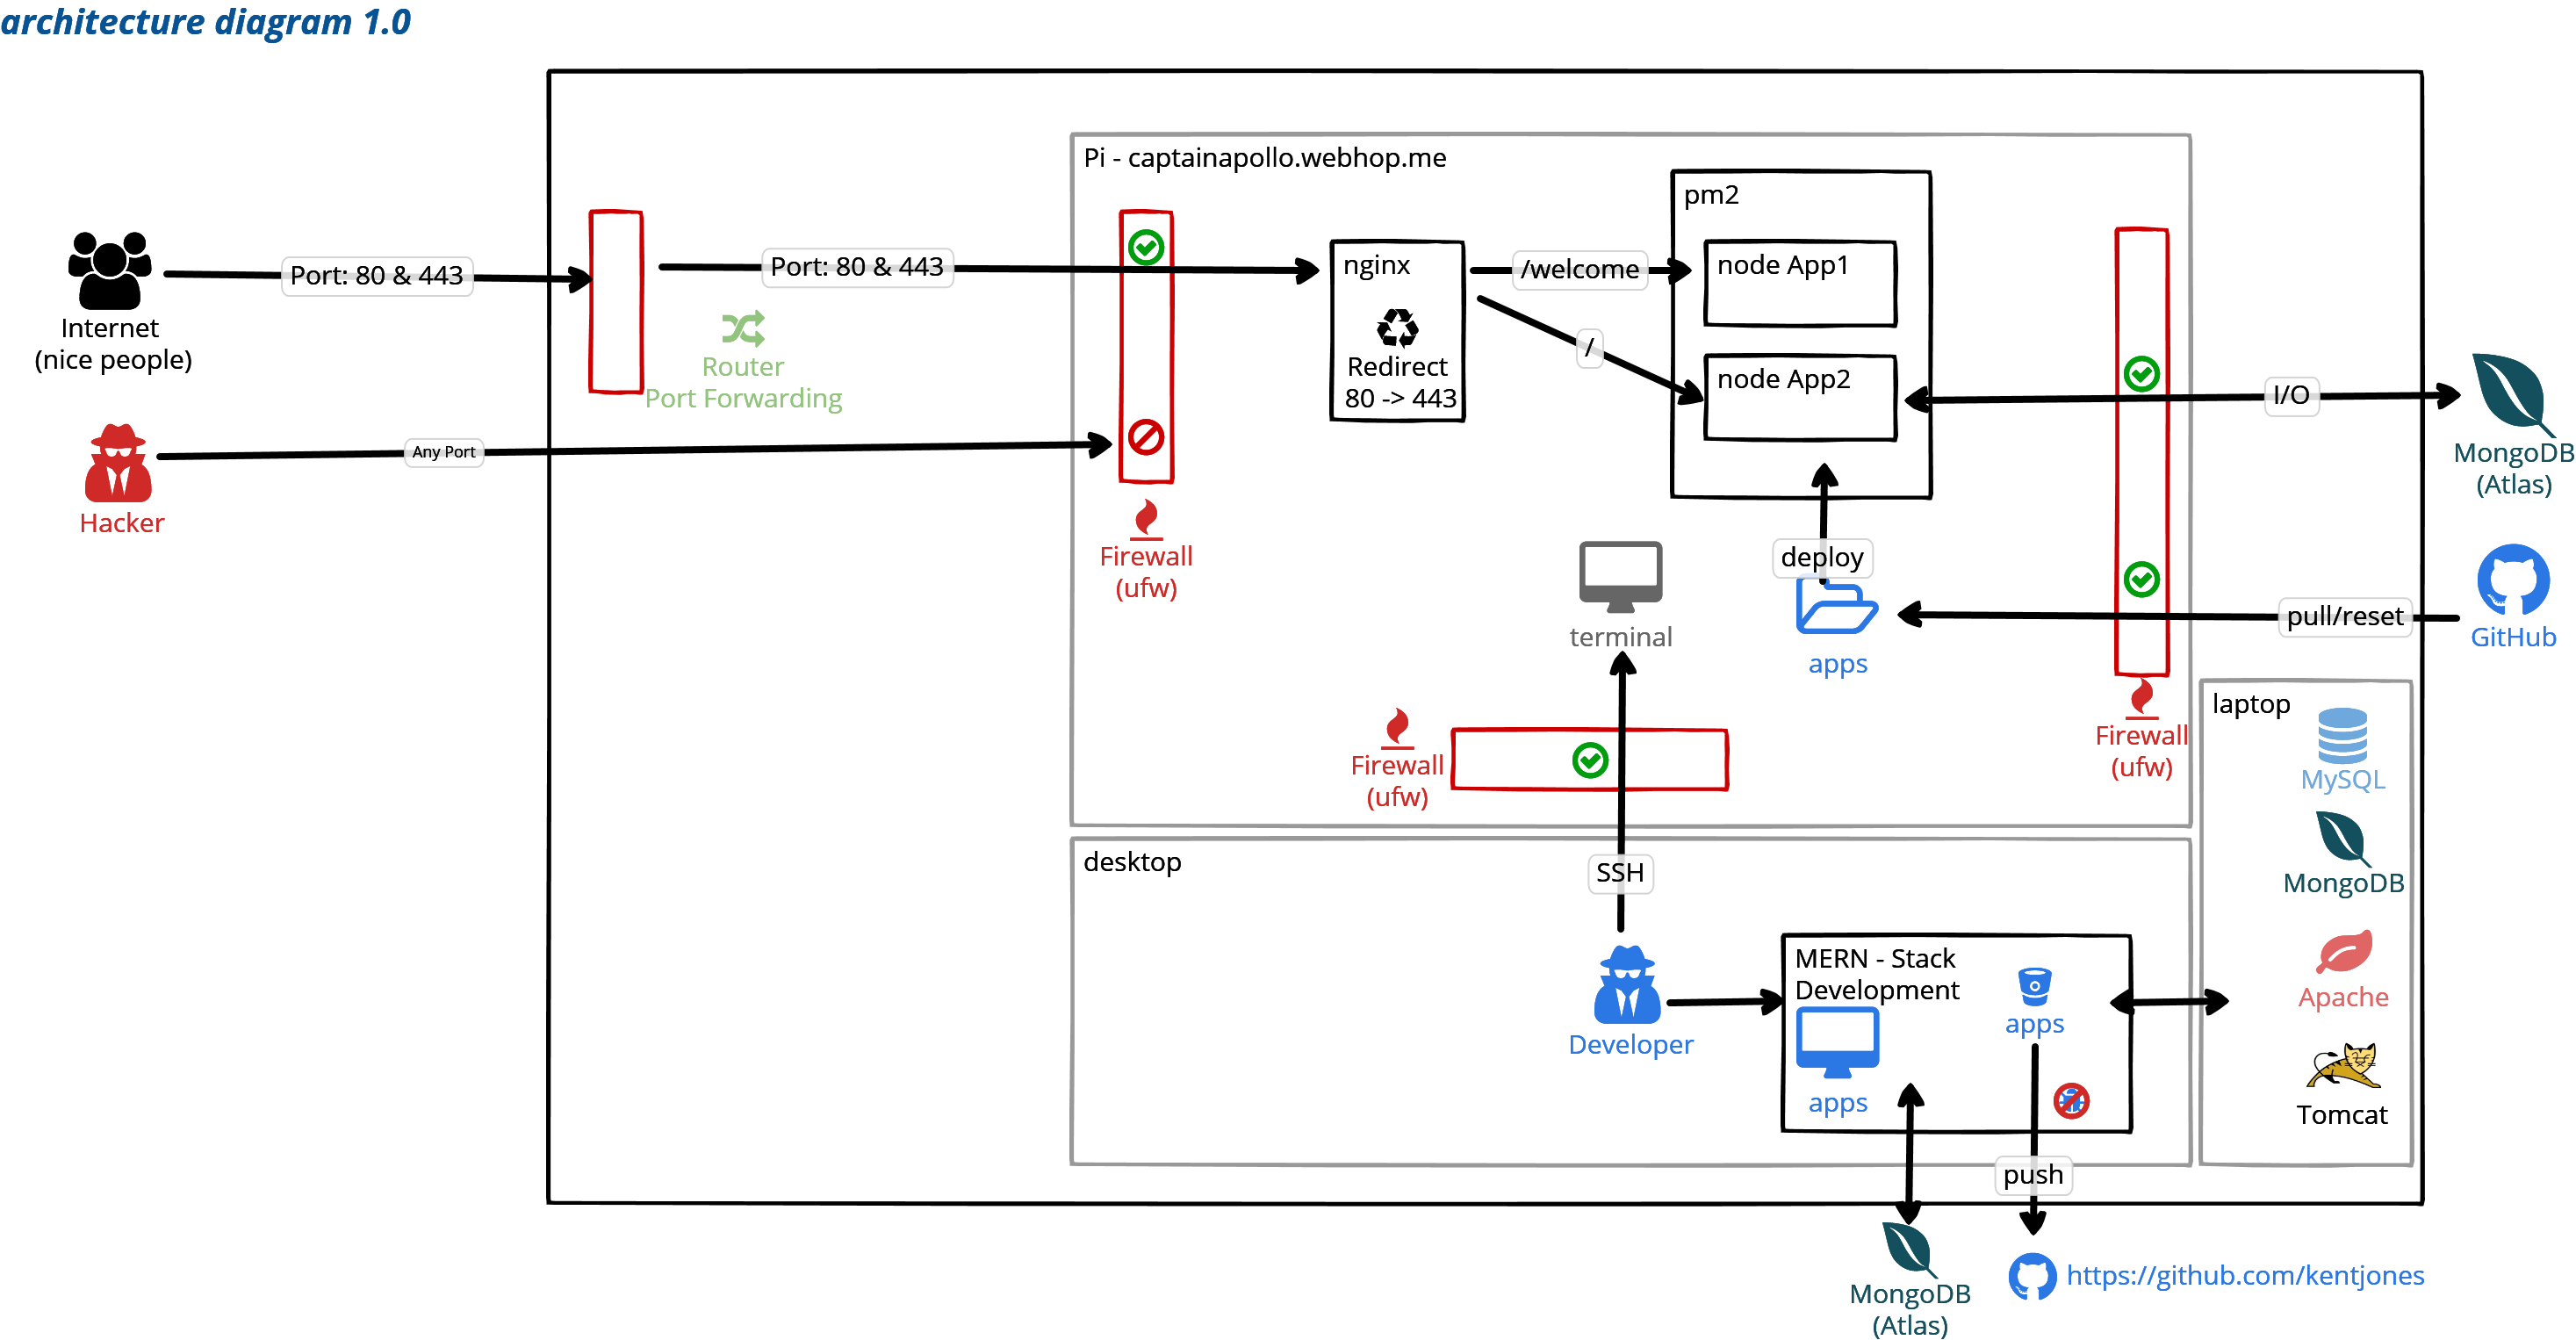 architecture diagram 1.0
Pi - captainapollo.webhop.me
pm2
Internet
(nice people)
Port: 80 & 443
Port: 80 & 443
Router
Port Forwarding
nginx
Redirect
80 -> 443
/welcome
/
node App1
node App2
I/O
MongoDB
(Atlas)
Hacker
Any Port
Firewall
(ufw)
terminal
deploy
apps
pull/reset
GitHub
Firewall
(ufw)
Firewall
(ufw)
laptop
MySQL
MongoDB
Apache
Tomcat
desktop
SSH
Developer
MERN - Stack
Development
apps
apps
push
MongoDB
(Atlas)
https://github.com/kentjones